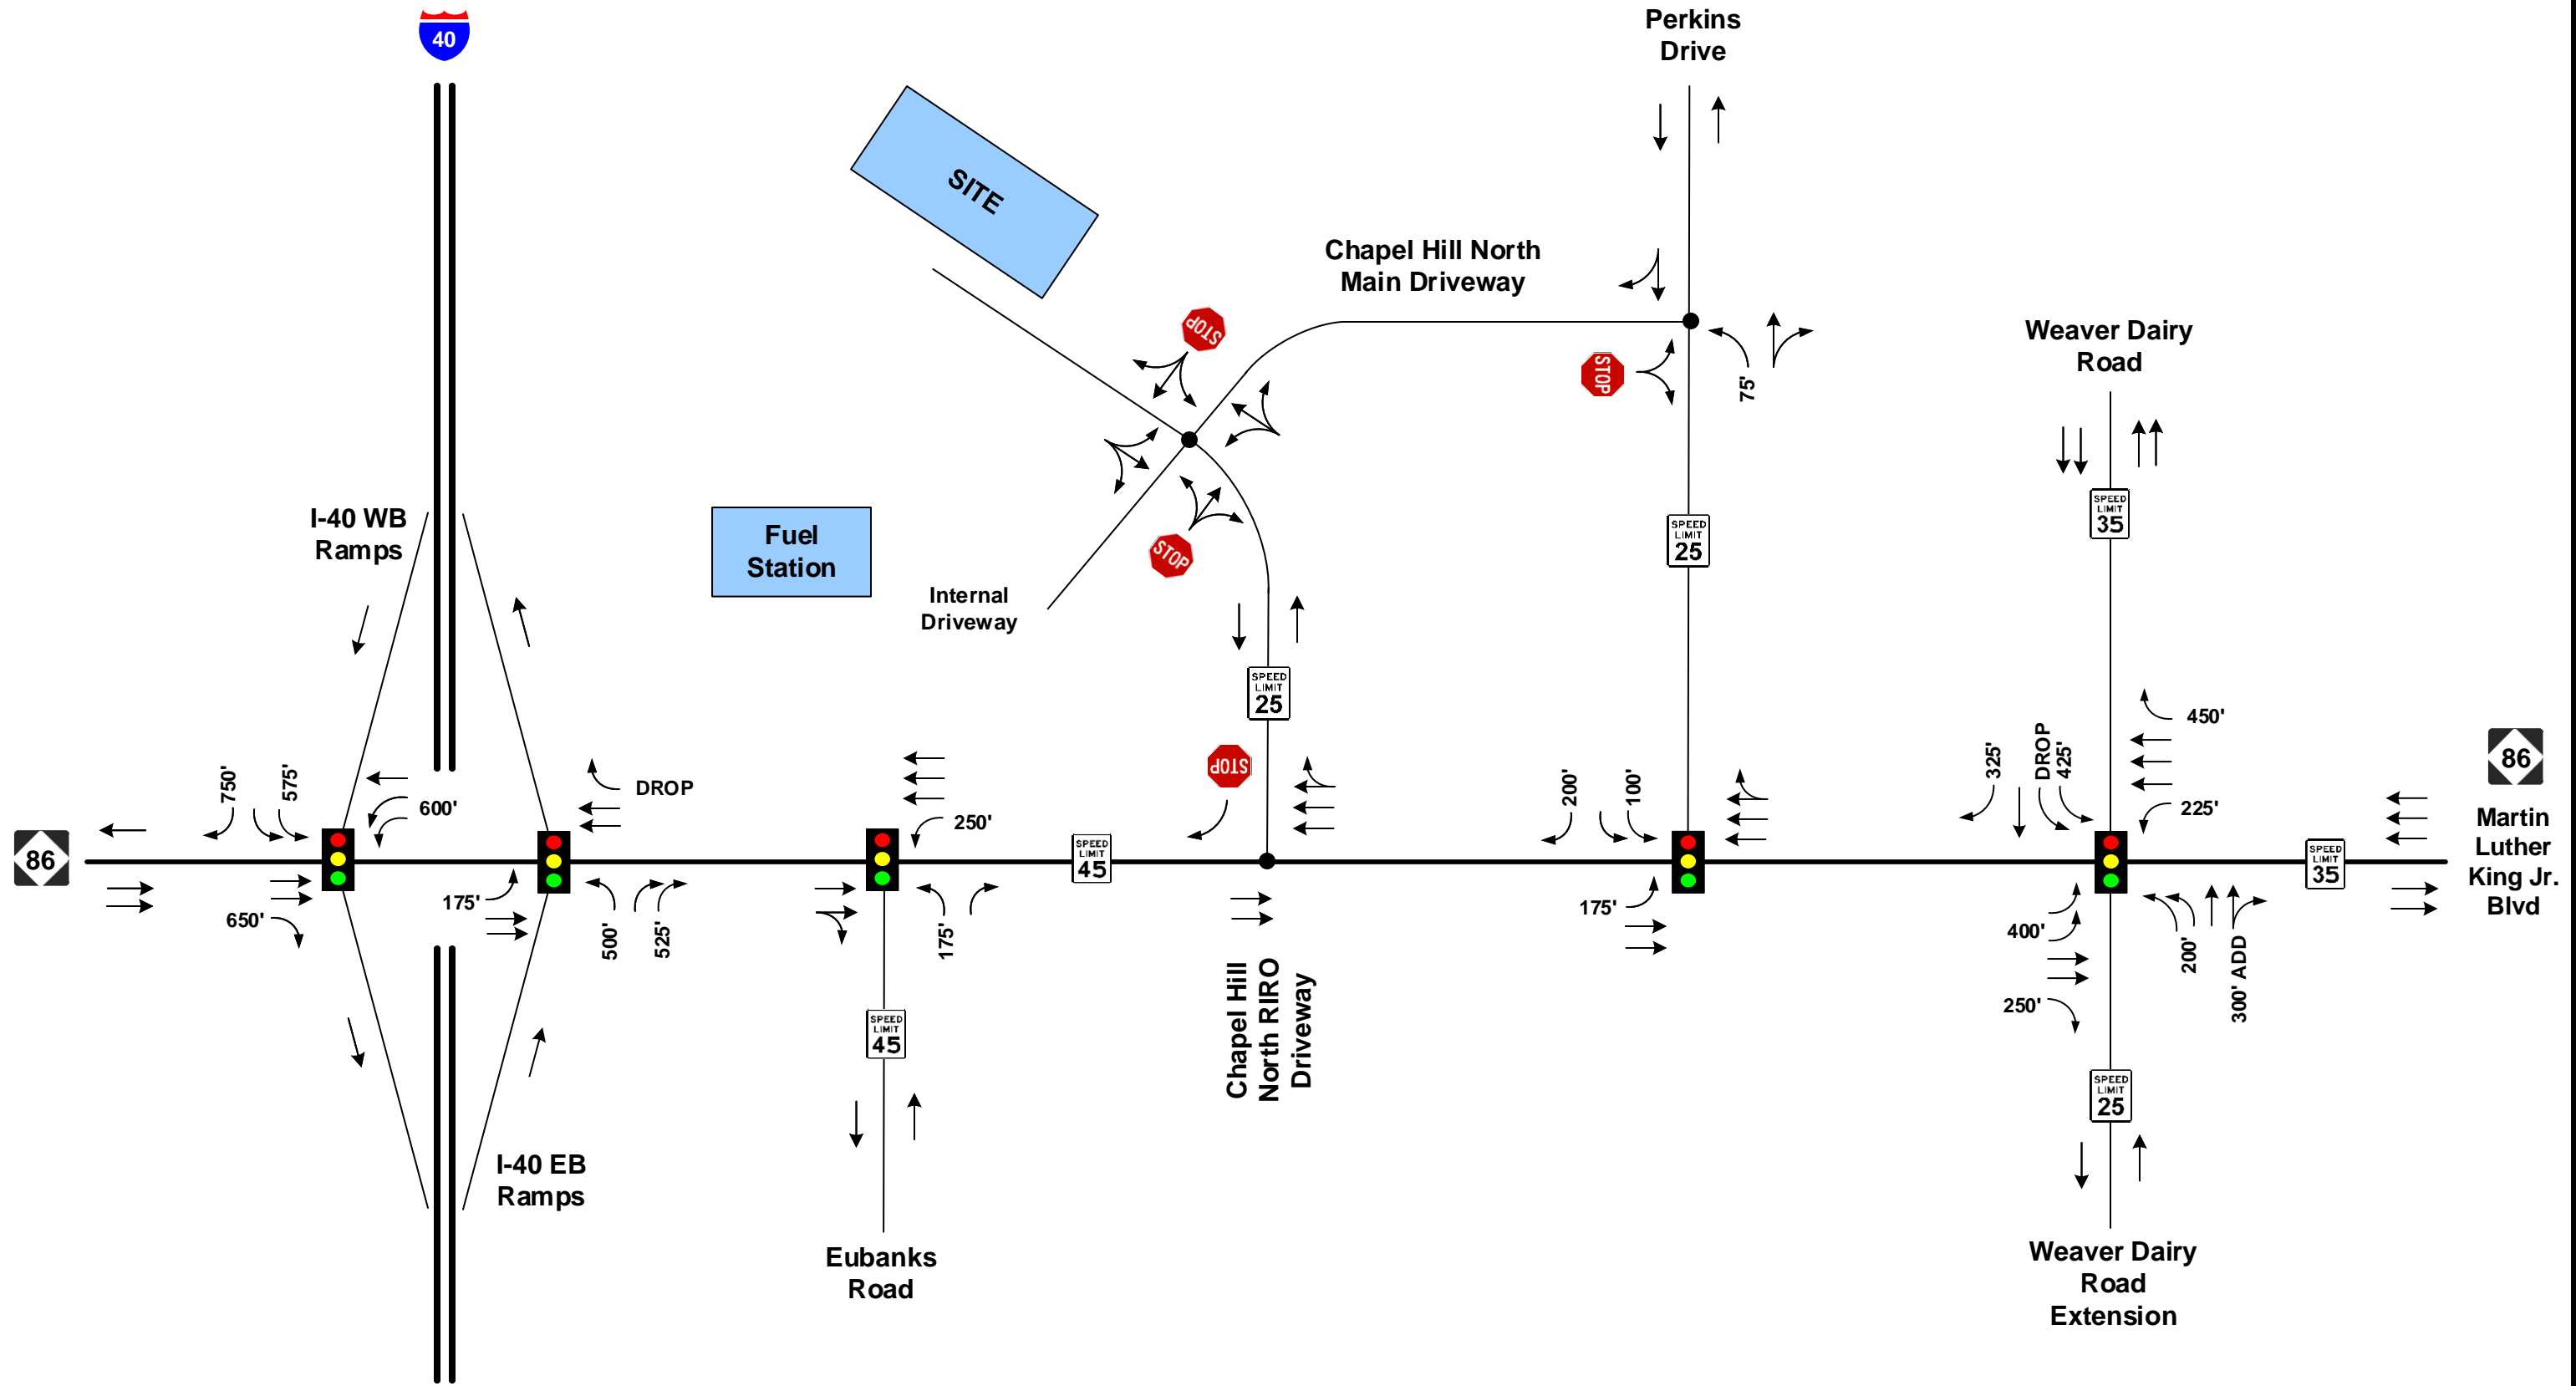 40
Perkins
Drive
SITE
STOP
Chapel Hill North
Main Driveway
STOP
75'
Weaver Dairy
Road
SPEED
LIMIT
35
I-40 WB
Ramps
Fuel
Station
STOP
SPEED
LIMIT
25
Internal
Driveway
SPEED
LIMIT
25
750'
575'
600'
DROP
250'
STOP
200'
100'
325'
DROP
425'
450'
225'
86
Martin
Luther
King Jr.
Blvd
86
SPEED
LIMIT
45
SPEED
LIMIT
35
650'
175'
500'
525'
175'
175'
400'
250'
200'
300' ADD
Chapel Hill
North RIRO
Driveway
SPEED
LIMIT
45
SPEED
LIMIT
25
I-40 EB
Ramps
Eubanks
Road
Weaver Dairy
Road
Extension